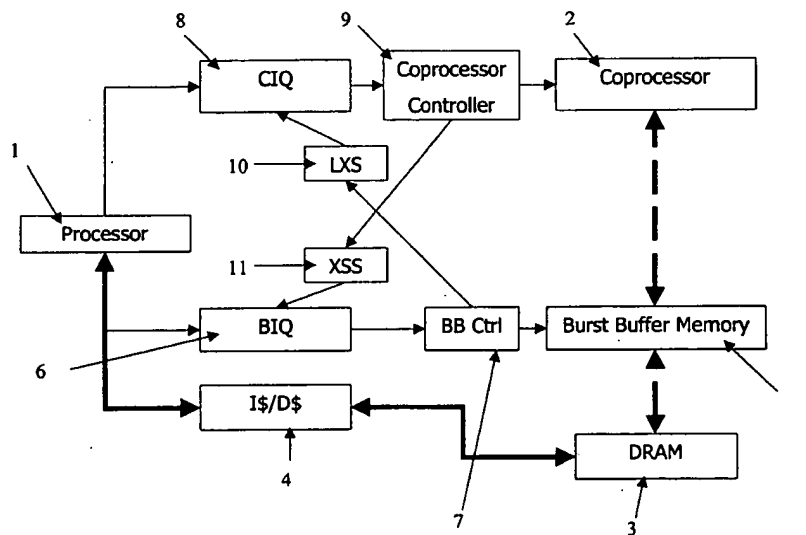 8
9
2
CIQ
Coprocessor
Controller
Coprocessor
1
10
LXS
Processor
11
XSS
BIQ
BB Ctrl
Burst Buffer Memory
6
I$/D$
DRAM
4
7
3